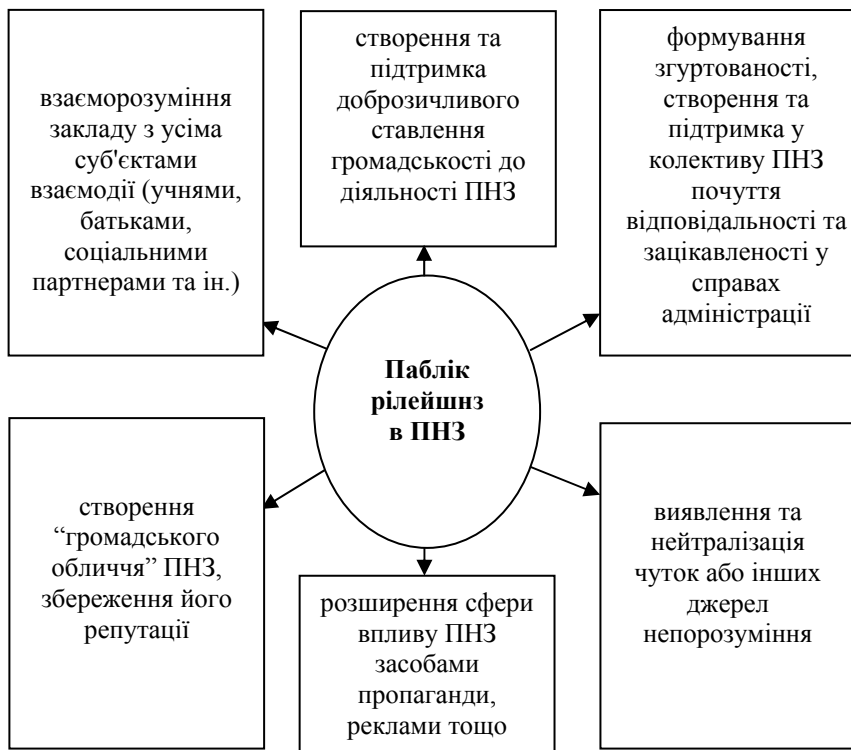 взаєморозуміння
закладу з усіма
суб'єктами
взаємодії (учнями,
батьками,
соціальними
партнерами та ін.)
створення та
підтримка
доброзичливого
ставлення
громадськості до
діяльності ПНЗ
формування
згуртованості,
створення та
підтримка у
колективу ПНЗ
почуття
відповідальності та
зацікавленості у
справах
адміністрації
Паблік
рілейшнз
в ПНЗ
створення
“громадського
обличчя” ПНЗ,
збереження його
репутації
розширення сфери
впливу ПНЗ
засобами
пропаганди,
реклами тощо
виявлення та
нейтралізація
чуток або інших
джерел
непорозуміння